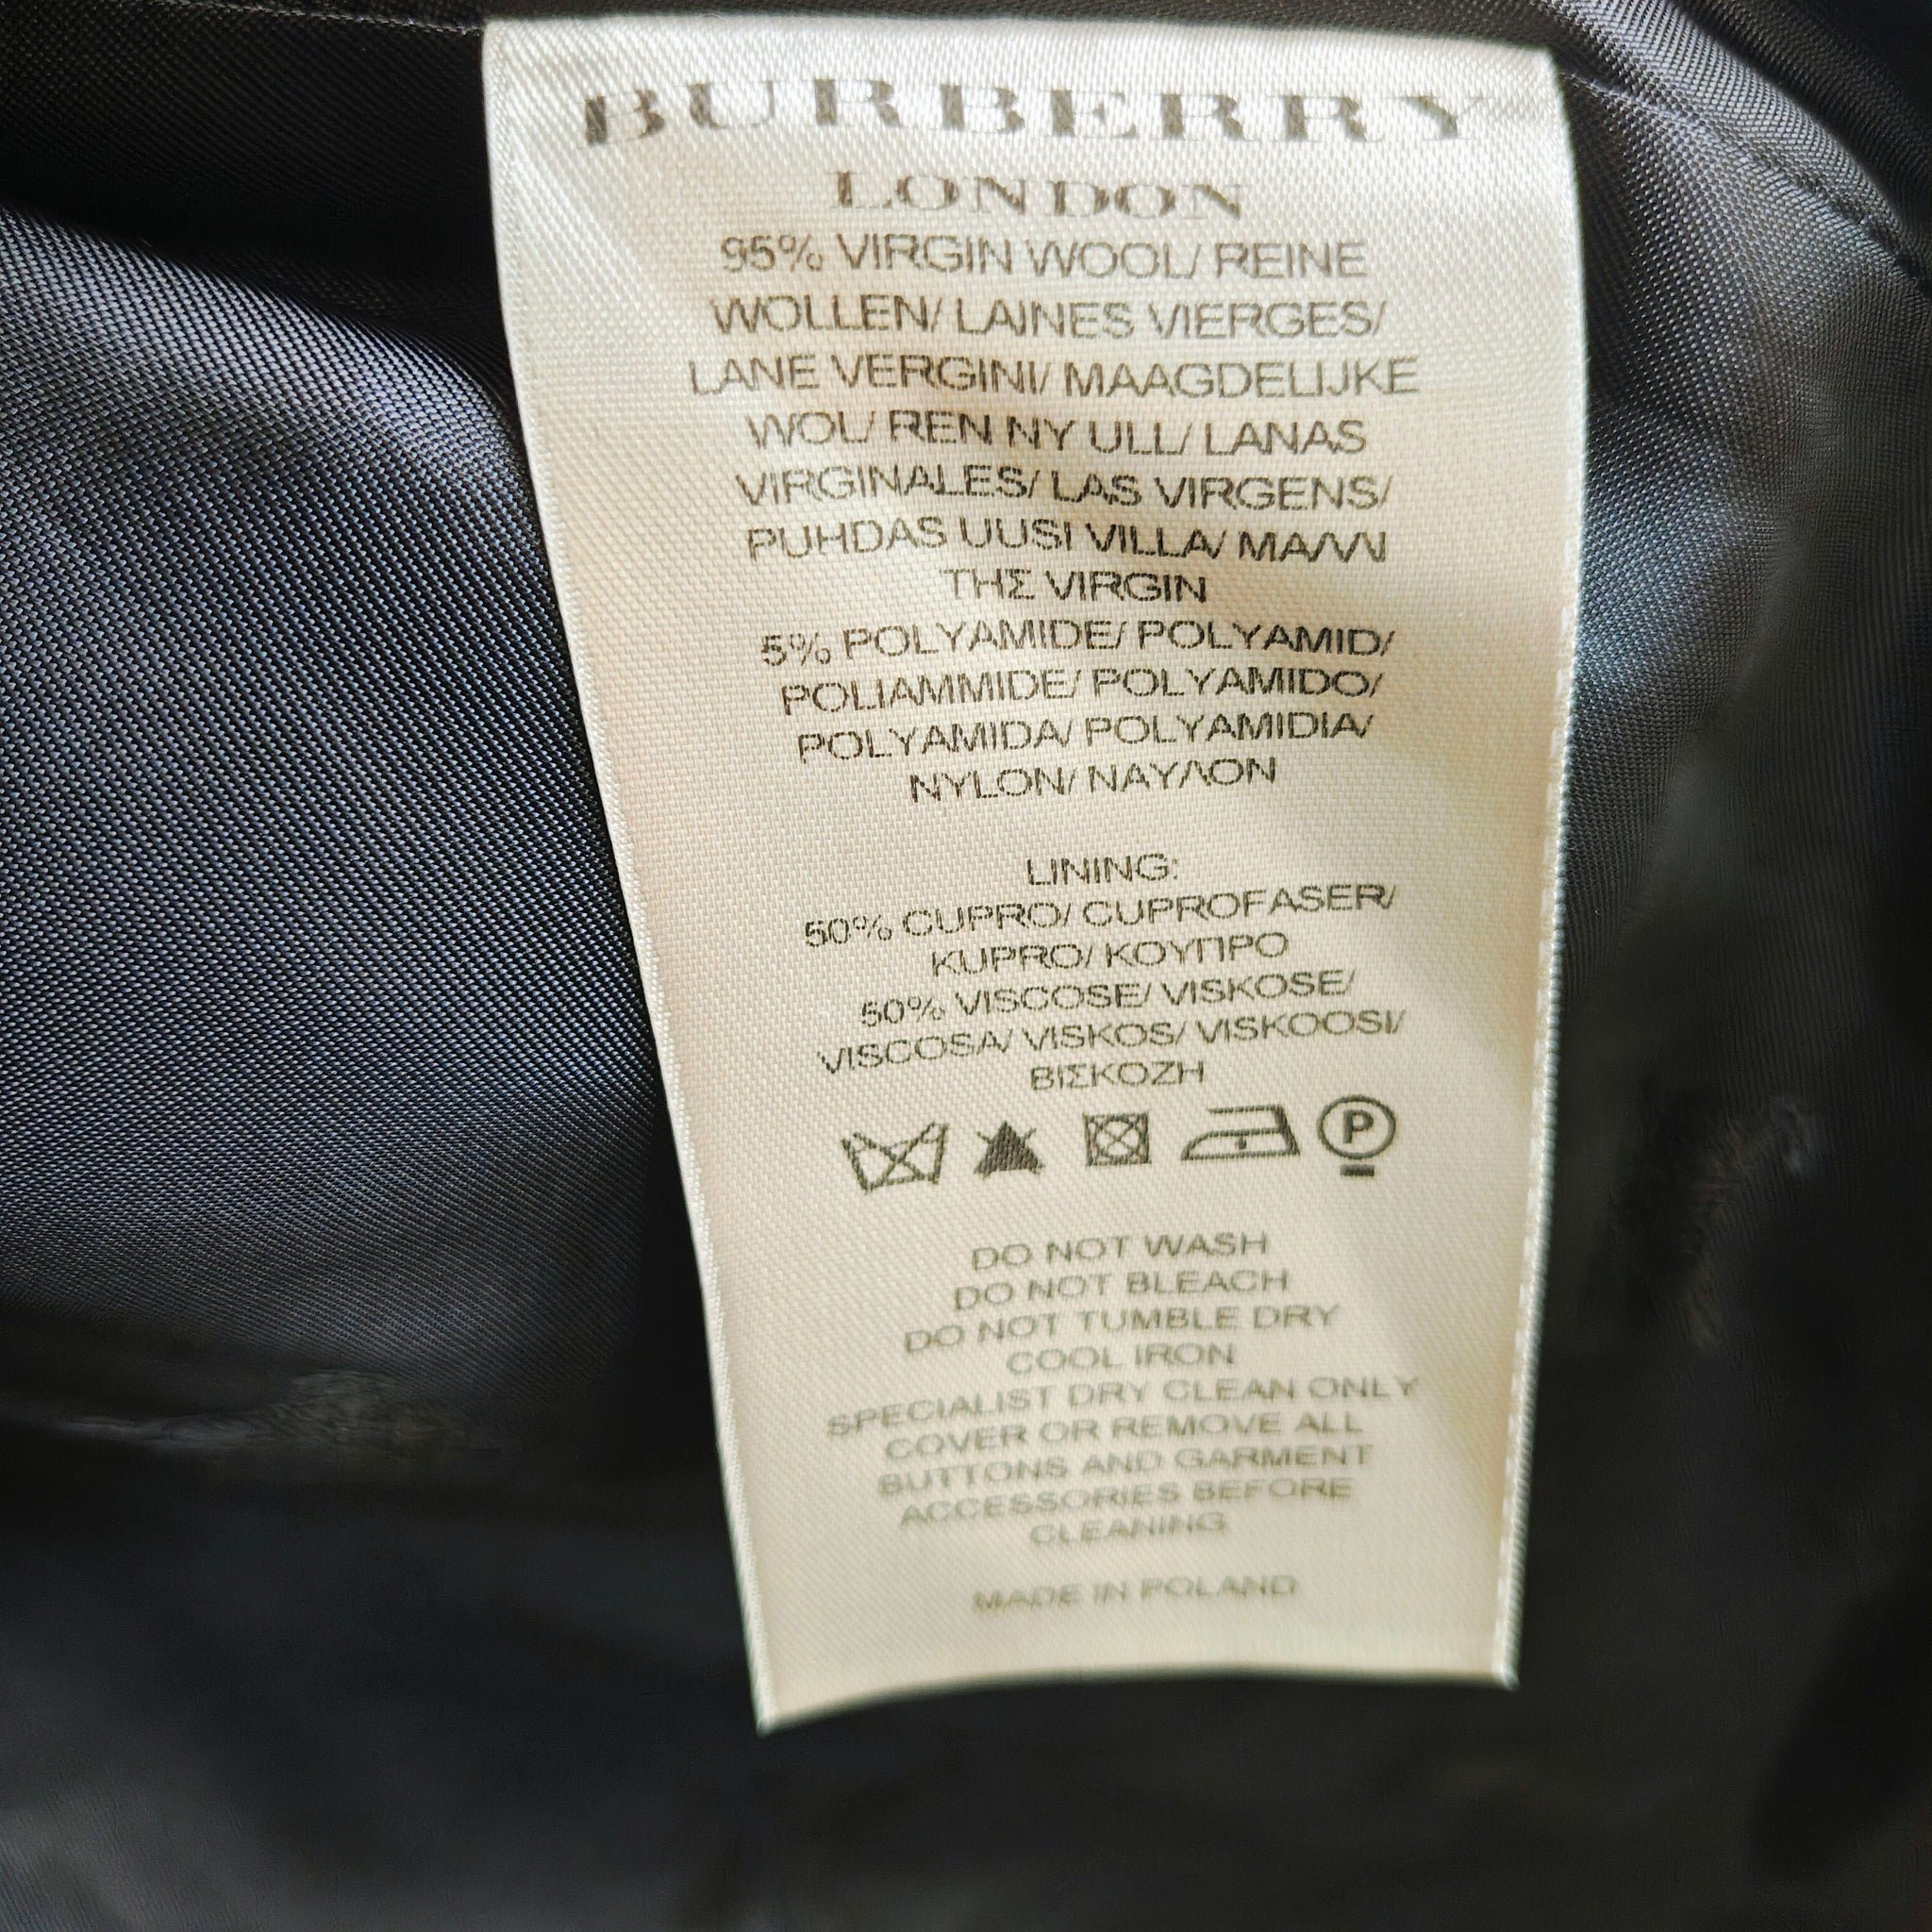 BURBERRY
LONDON
95% VIRGIN WOOL/ REINE
WOLLEN/ LAINES VIERGES/
LANE VERGINI/ MAAGDELIJKE
WOL/ REN NY ULL/ LANAS
VIRGINALES/ LAS VIRGENS/
PUHDAS UUSI VILLA/ MAΛΛI
THΣ VIRGIN
5% POLYAMIDE/ POLYAMID/
POLIAMMIDE/ POLYAMIDO/
POLYAMIDA/ POLYAMIDIA/
NYLON/ ΝΑΥΛΟΝ
LINING:
50% CUPRO/ CUPROFASER/
KUPRO/ ΚΟΥΠΡΟ
50% VISCOSE/ VISKOSE/
VISCOSA/ VISKOS/ VISKOOSI/
ΒΙΣΚΟΖΗ
P
DO NOT WASH
DO NOT BLEACH
DO NOT TUMBLE DRY
COOL IRON
SPECIALIST DRY CLEAN ONLY
COVER OR REMOVE ALL
BUTTONS AND GARMENT
ACCESSORIES BEFORE
CLEANING
MADE IN POLAND